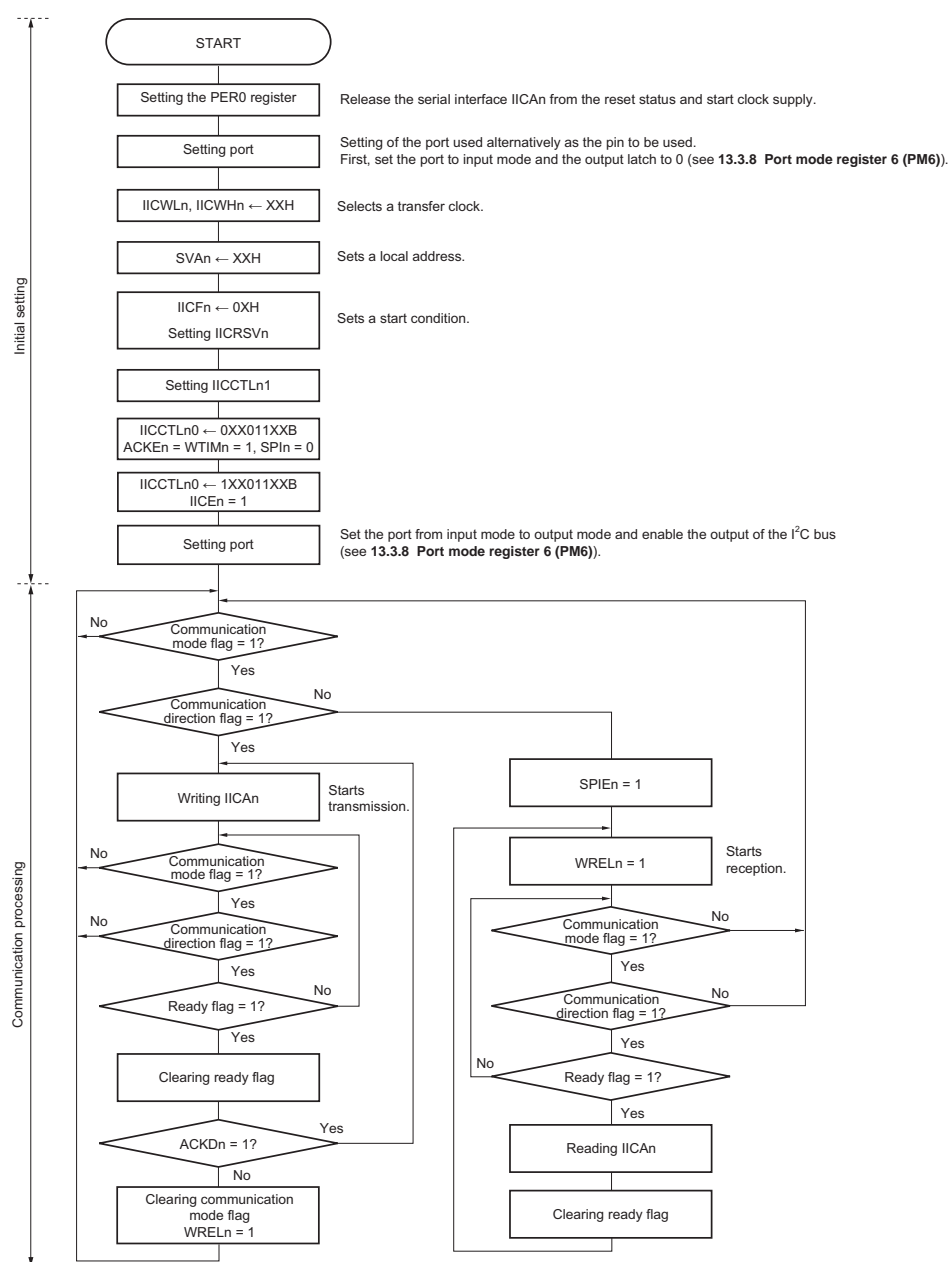 START
Setting the PER0 register
Release the serial interface IICAn from the reset status and start clock supply.
Setting port
Setting of the port used alternatively as the pin to be used.
First, set the port to input mode and the output latch to 0 (see 13.3.8 Port mode register 6 (PM6)).
IICWLn, IICWHn ← XXH
Selects a transfer clock.
SVAn ← XXH
Sets a local address.
IICFn ← 0XH
Setting IICRSVn
Sets a start condition.
Setting IICCTLn1
IICCTLn0 ← 0XX011XXB
ACKEn = WTIMn = 1, SPIn = 0
IICCTLn0 ← 1XX011XXB
IICEn = 1
Setting port
Set the port from input mode to output mode and enable the output of the I2C bus
(see 13.3.8 Port mode register 6 (PM6)).
Initial setting
Communication processing
No
Communication
mode flag = 1?
Yes
No
Communication
direction flag = 1?
Yes
Writing IICAn
Starts
transmission.
No
Communication
mode flag = 1?
Yes
No
Communication
direction flag = 1?
Yes
No
Ready flag = 1?
Yes
Clearing ready flag
Yes
ACKDn = 1?
No
Clearing communication
mode flag
WRELn = 1
SPIEn = 1
WRELn = 1
Starts
reception.
No
Communication
mode flag = 1?
Yes
No
Communication
direction flag = 1?
Yes
No
Ready flag = 1?
Yes
Reading IICAn
Clearing ready flag